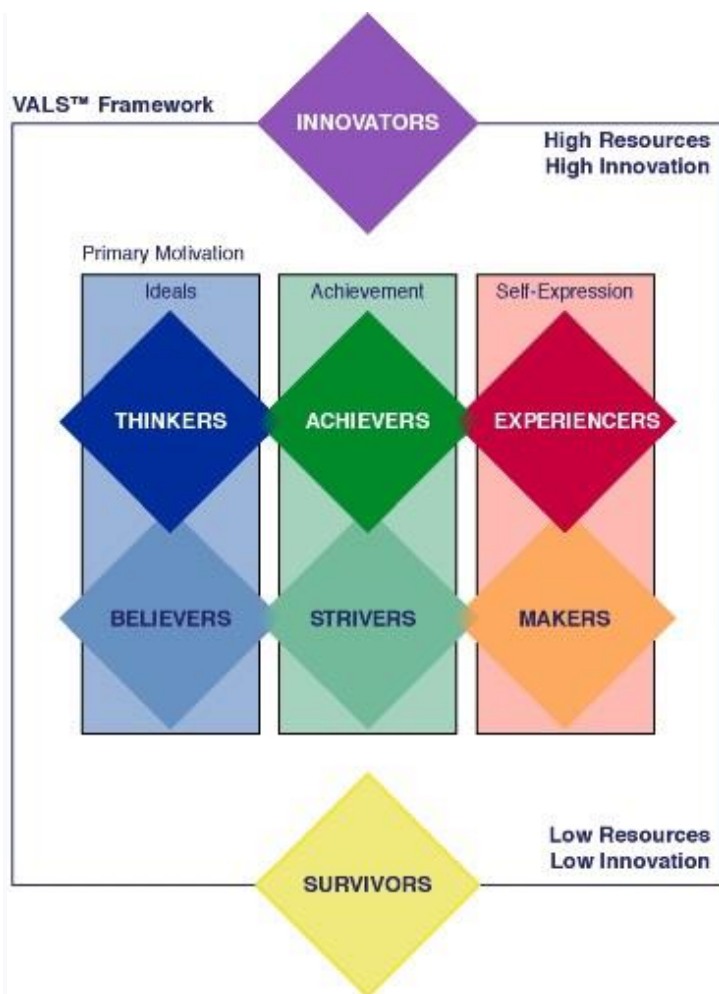 VALS™ Framework
INNOVATORS
High Resources
High Innovation
Primary Motivation
Ideals
Achievement
Self-Expression
THINKERS
ACHIEVERS
EXPERIENCERS
BELIEVERS
STRIVERS
MAKERS
Low Resources
Low Innovation
SURVIVORS